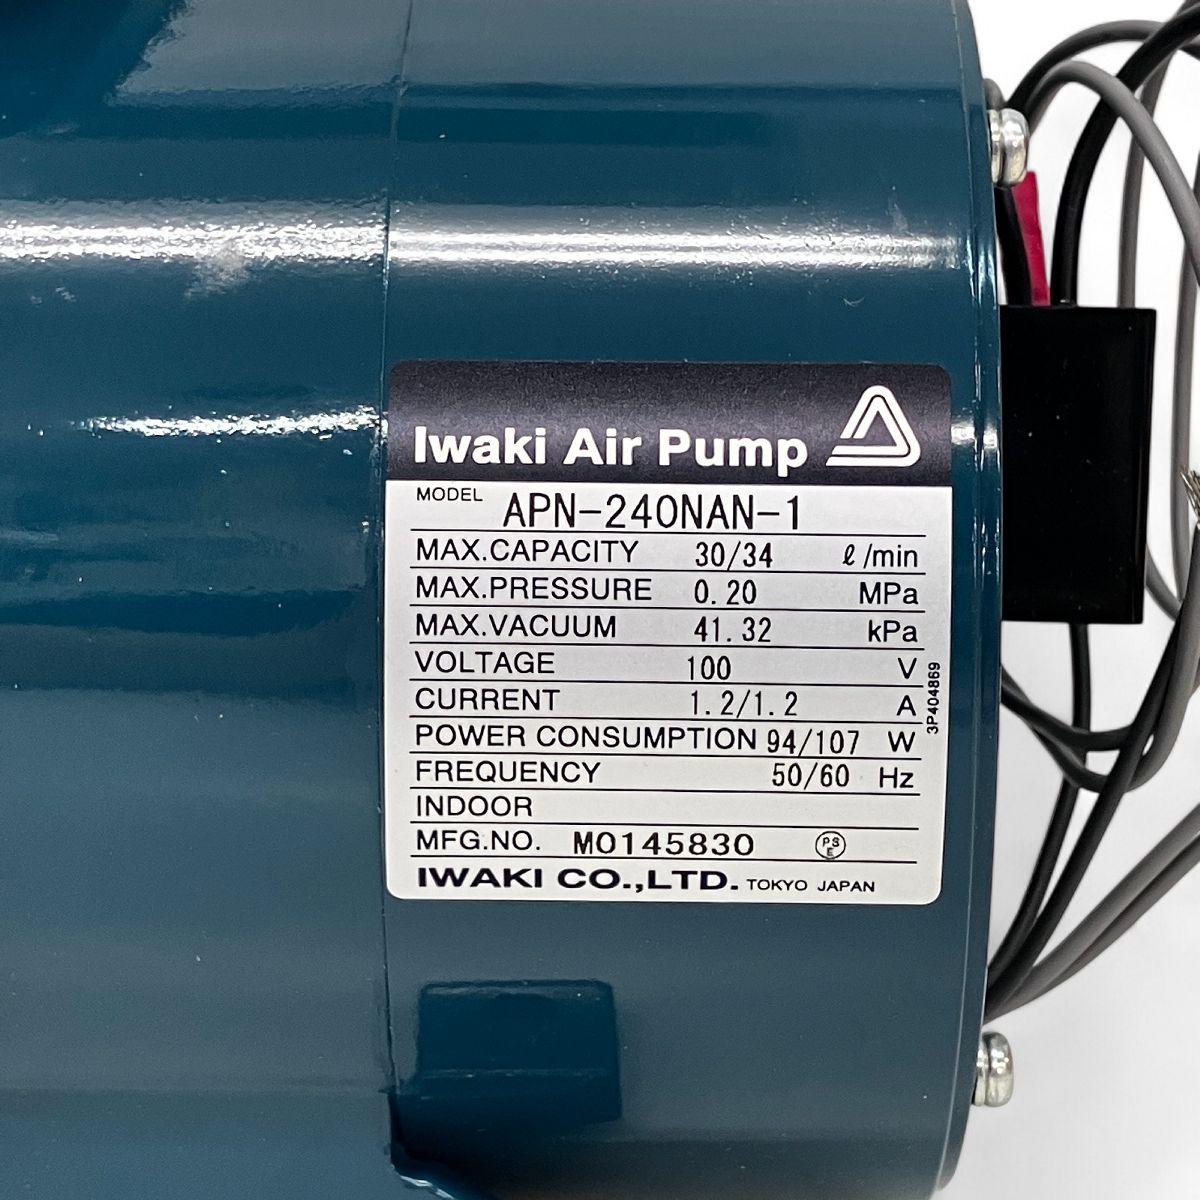 Iwaki Air Pump
MODEL APN-240NAN-1
MAX.CAPACITY 30/34 ℓ/min
MAX.PRESSURE 0.20 MPa
MAX.VACUUM 41.32 kPa
VOLTAGE 100 V
CURRENT 1.2/1.2 A
POWER CONSUMPTION 94/107 W
FREQUENCY 50/60 Hz
INDOOR
MFG.NO. M0145830 PSE
IWAKI CO.,LTD. TOKYO JAPAN
3P404869